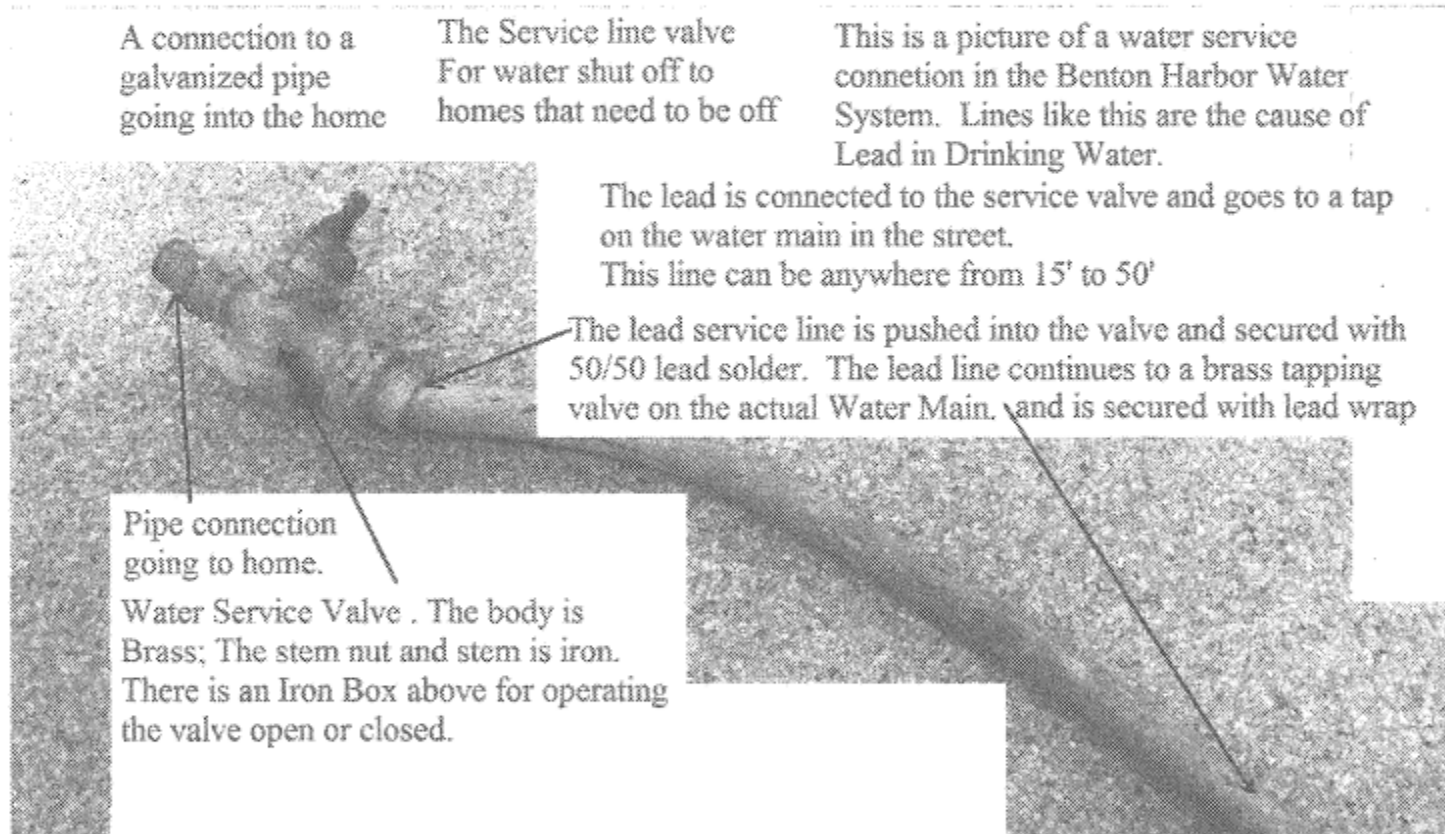 A connection to a
galvanized pipe
going into the home
The Service line valve
For water shut off to
homes that need to be off
This is a picture of a water service
connetion in the Benton Harbor Water
System. Lines like this are the cause of
Lead in Drinking Water.
The lead is connected to the service valve and goes to a tap
on the water main in the street.
This line can be anywhere from 15' to 50'
The lead service line is pushed into the valve and secured with
50/50 lead solder. The lead line continues to a brass tapping
valve on the actual Water Main. and is secured with lead wrap
Pipe connection
going to home.
Water Service Valve . The body is
Brass; The stem nut and stem is iron.
There is an Iron Box above for operating
the valve open or closed.